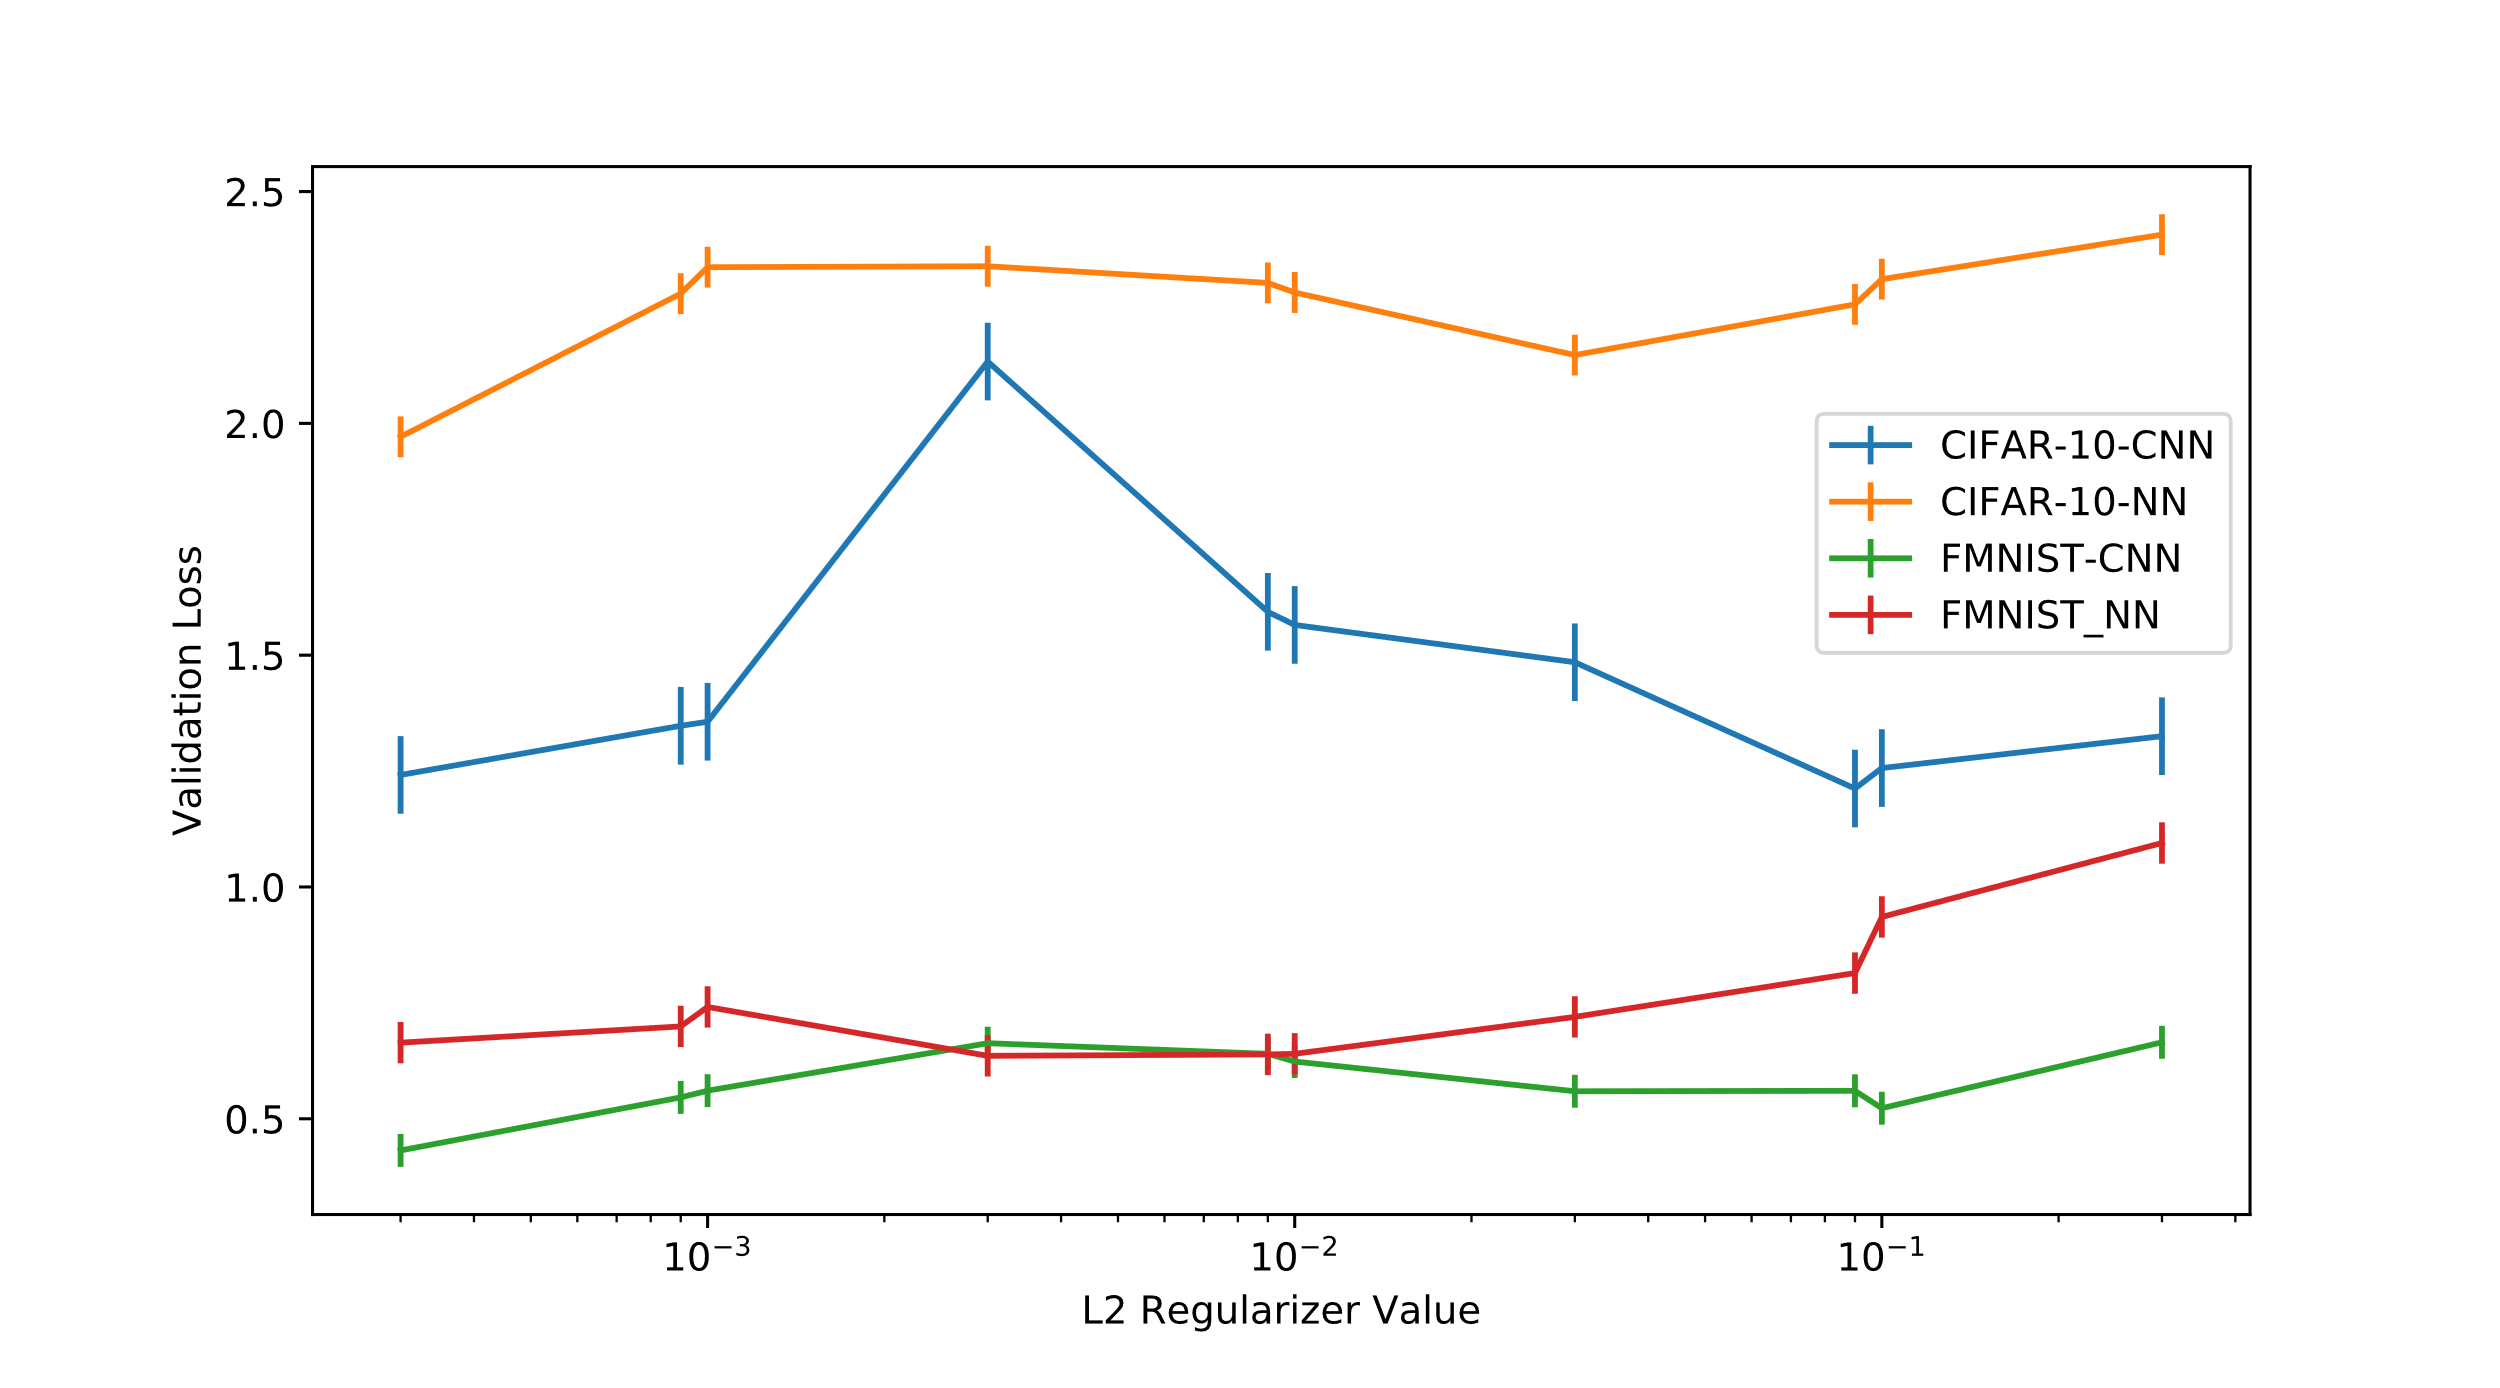 2.5
2.0
1.5
1.0
0.5
Validation Loss
CIFAR-10-CNN
CIFAR-10-NN
FMNIST-CNN
FMNIST_NN
10⁻³
10⁻²
10⁻¹
L2 Regularizer Value